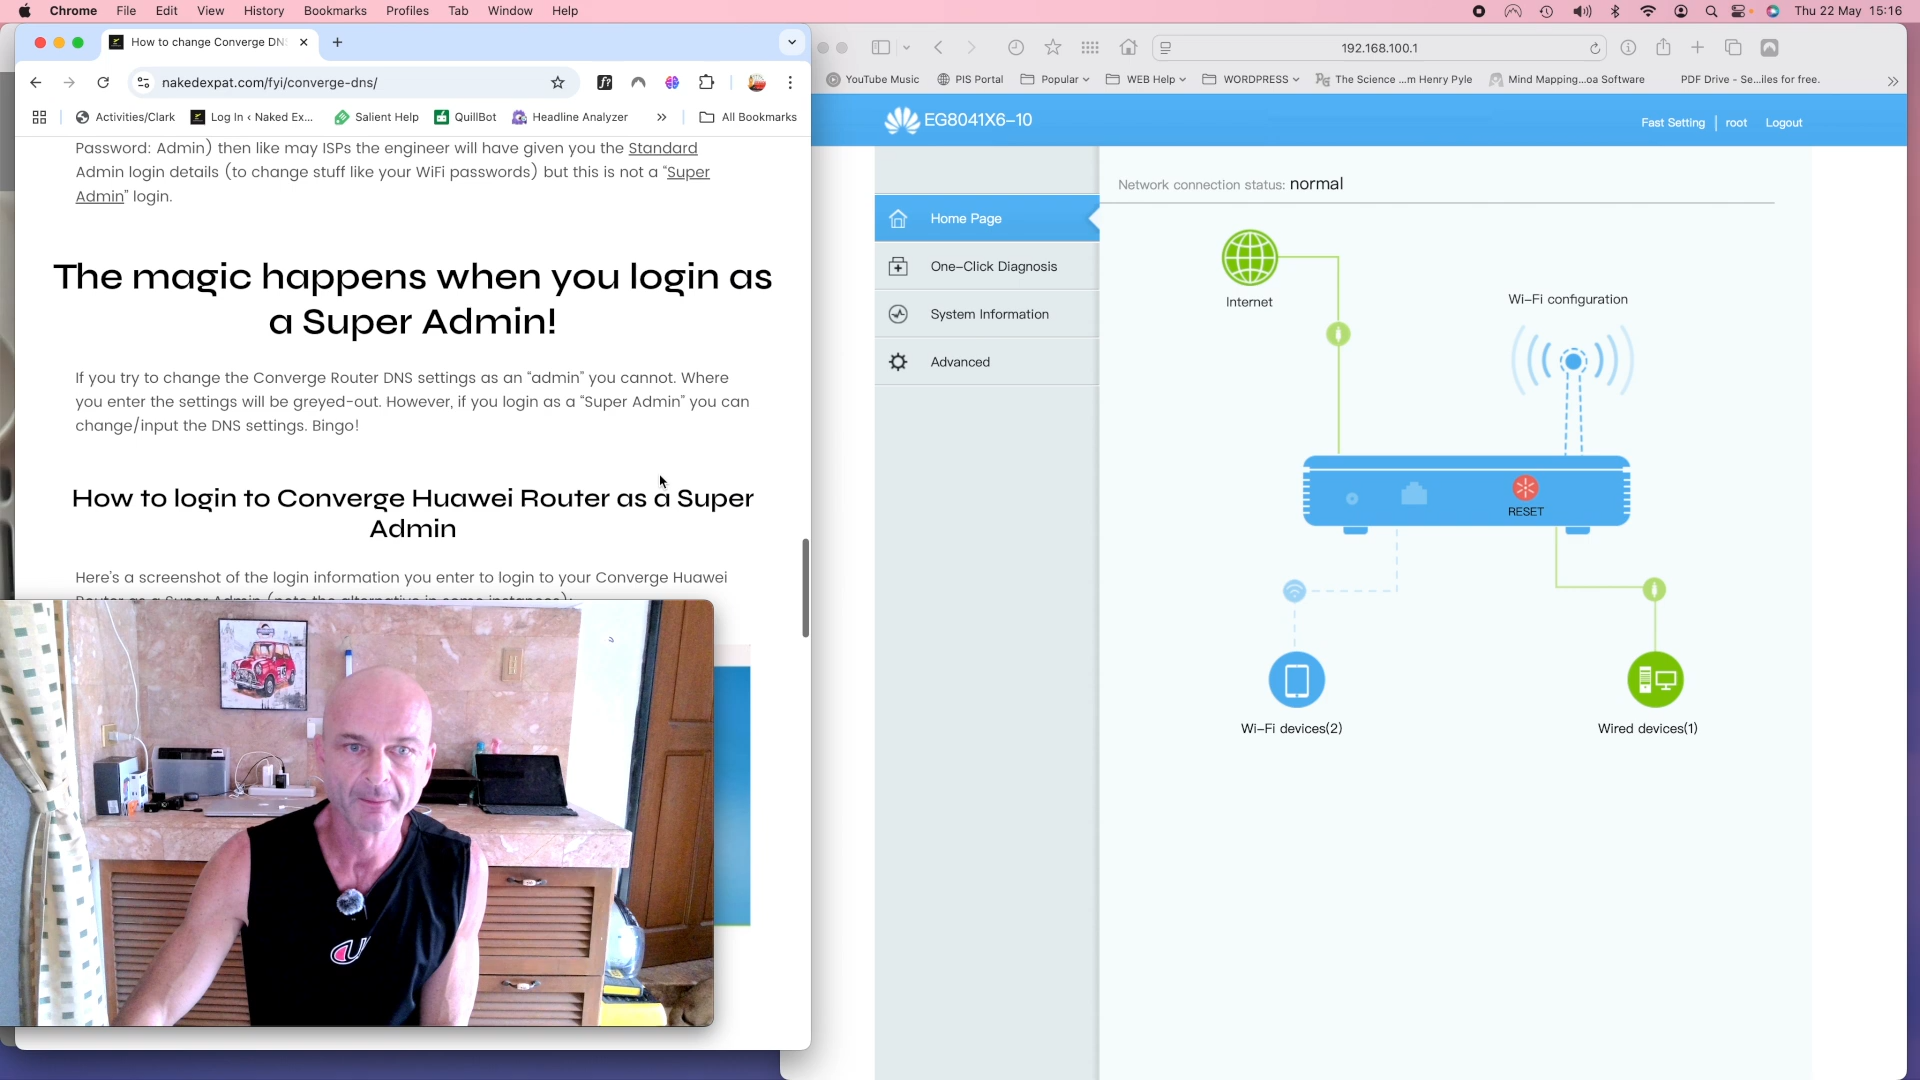 Chrome File Edit View History Bookmarks Profiles Tab Window Help
Thu 22 May 15:16
How to change Converge DN
nakedexpat.com/fyi/converge-dns/
Activities/Clark
Log In ‹ Naked Ex...
Salient Help
QuillBot
Headline Analyzer
»
All Bookmarks
Password: Admin) then like may ISPs the engineer will have given you the Standard
Admin login details (to change stuff like your WiFi passwords) but this is not a “Super
Admin” login.
The magic happens when you login as
a Super Admin!
If you try to change the Converge Router DNS settings as an “admin” you cannot. Where
you enter the settings will be greyed-out. However, if you login as a “Super Admin” you can
change/input the DNS settings. Bingo!
How to login to Converge Huawei Router as a Super
Admin
Here’s a screenshot of the login information you enter to login to your Converge Huawei
192.168.100.1
YouTube Music
PIS Portal
Popular
WEB Help
WORDPRESS
The Science ...m Henry Pyle
Mind Mapping...oa Software
PDF Drive - Se...iles for free.
»
EG8041X6-10
Fast Setting | root Logout
Home Page
One-Click Diagnosis
System Information
Advanced
Network connection status: normal
Internet
Wi-Fi configuration
RESET
Wi-Fi devices(2)
Wired devices(1)